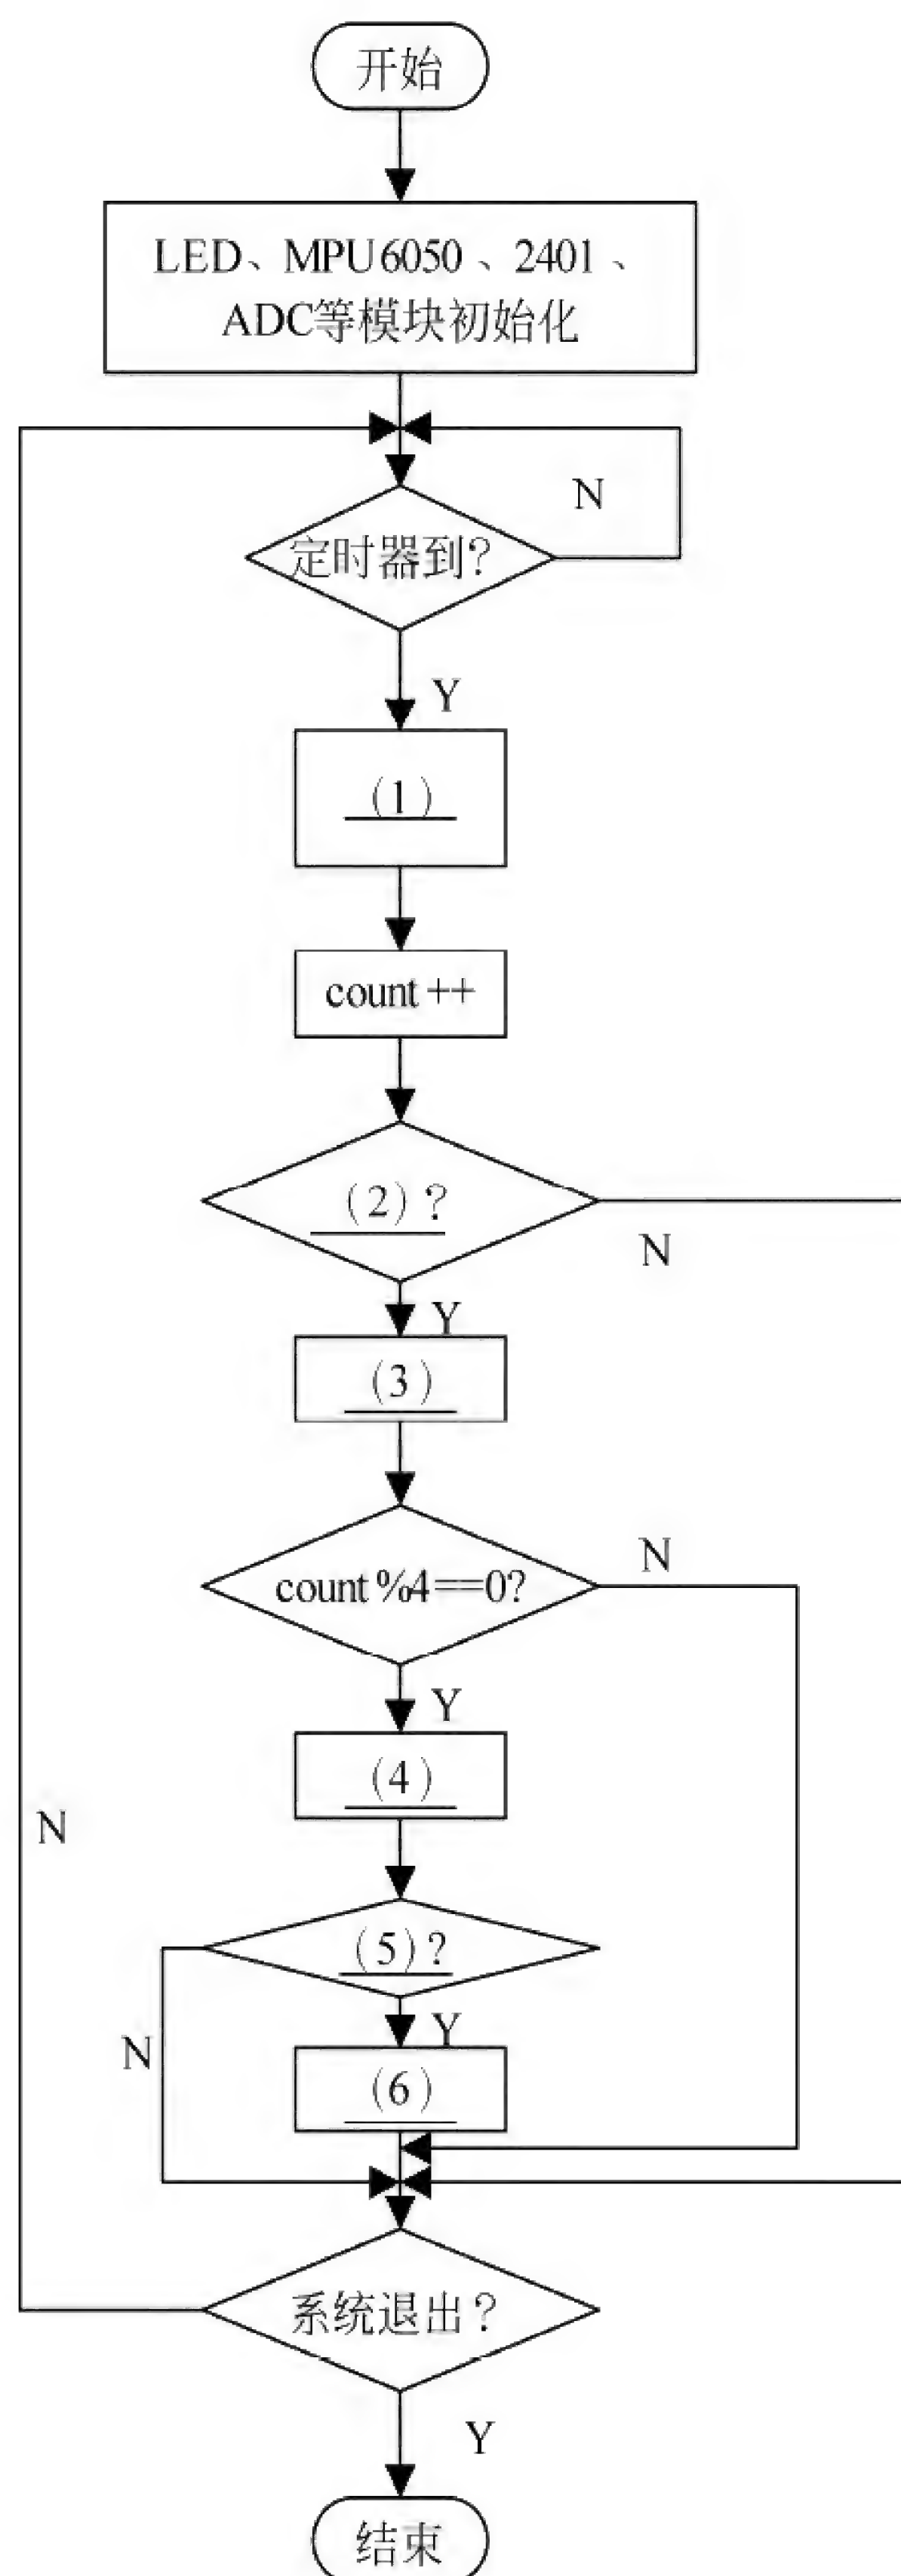 开始
LED、MPU6050、2401、
ADC等模块初始化
N
定时器到?
Y
(1)
count++
(2)?
N
Y
(3)
N
count%4==0?
Y
(4)
N
(5)?
Y
N
(6)
系统退出?
Y
结束